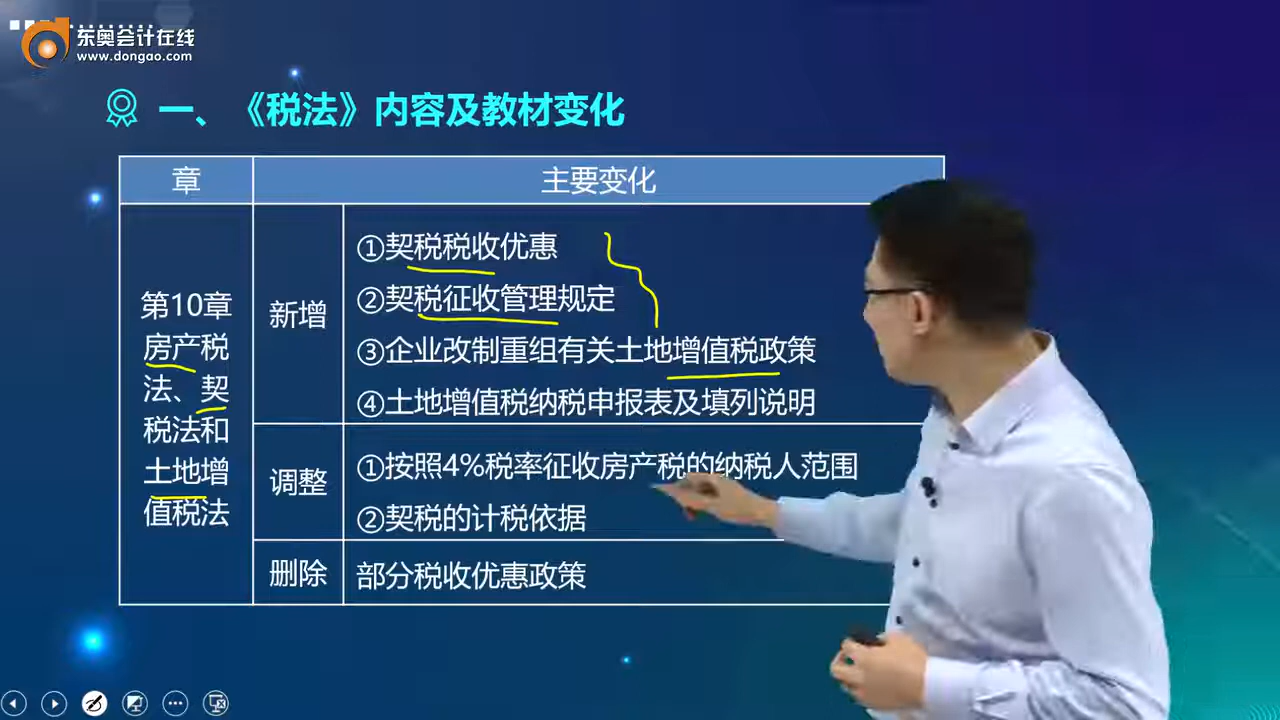 东奥会计在线
www.dongao.com
一、《税法》内容及教材变化
章
主要变化
第10章
房产税
法、契
税法和
土地增
值税法
新增
①契税税收优惠
②契税征收管理规定
③企业改制重组有关土地增值税政策
④土地增值税纳税申报表及填列说明
调整
①按照4%税率征收房产税的纳税人范围
②契税的计税依据
删除
部分税收优惠政策